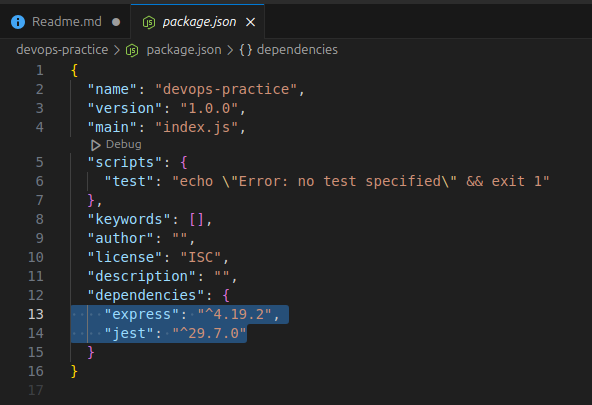 Readme.md
package.json
devops-practice > package.json > {} dependencies
1 {
2 "name": "devops-practice",
3 "version": "1.0.0",
4 "main": "index.js",
Debug
5 "scripts": {
6 "test": "echo \"Error: no test specified\" && exit 1"
7 },
8 "keywords": [],
9 "author": "",
10 "license": "ISC",
11 "description": "",
12 "dependencies": {
13 "express": "^4.19.2",
14 "jest": "^29.7.0"
15 }
16 }
17